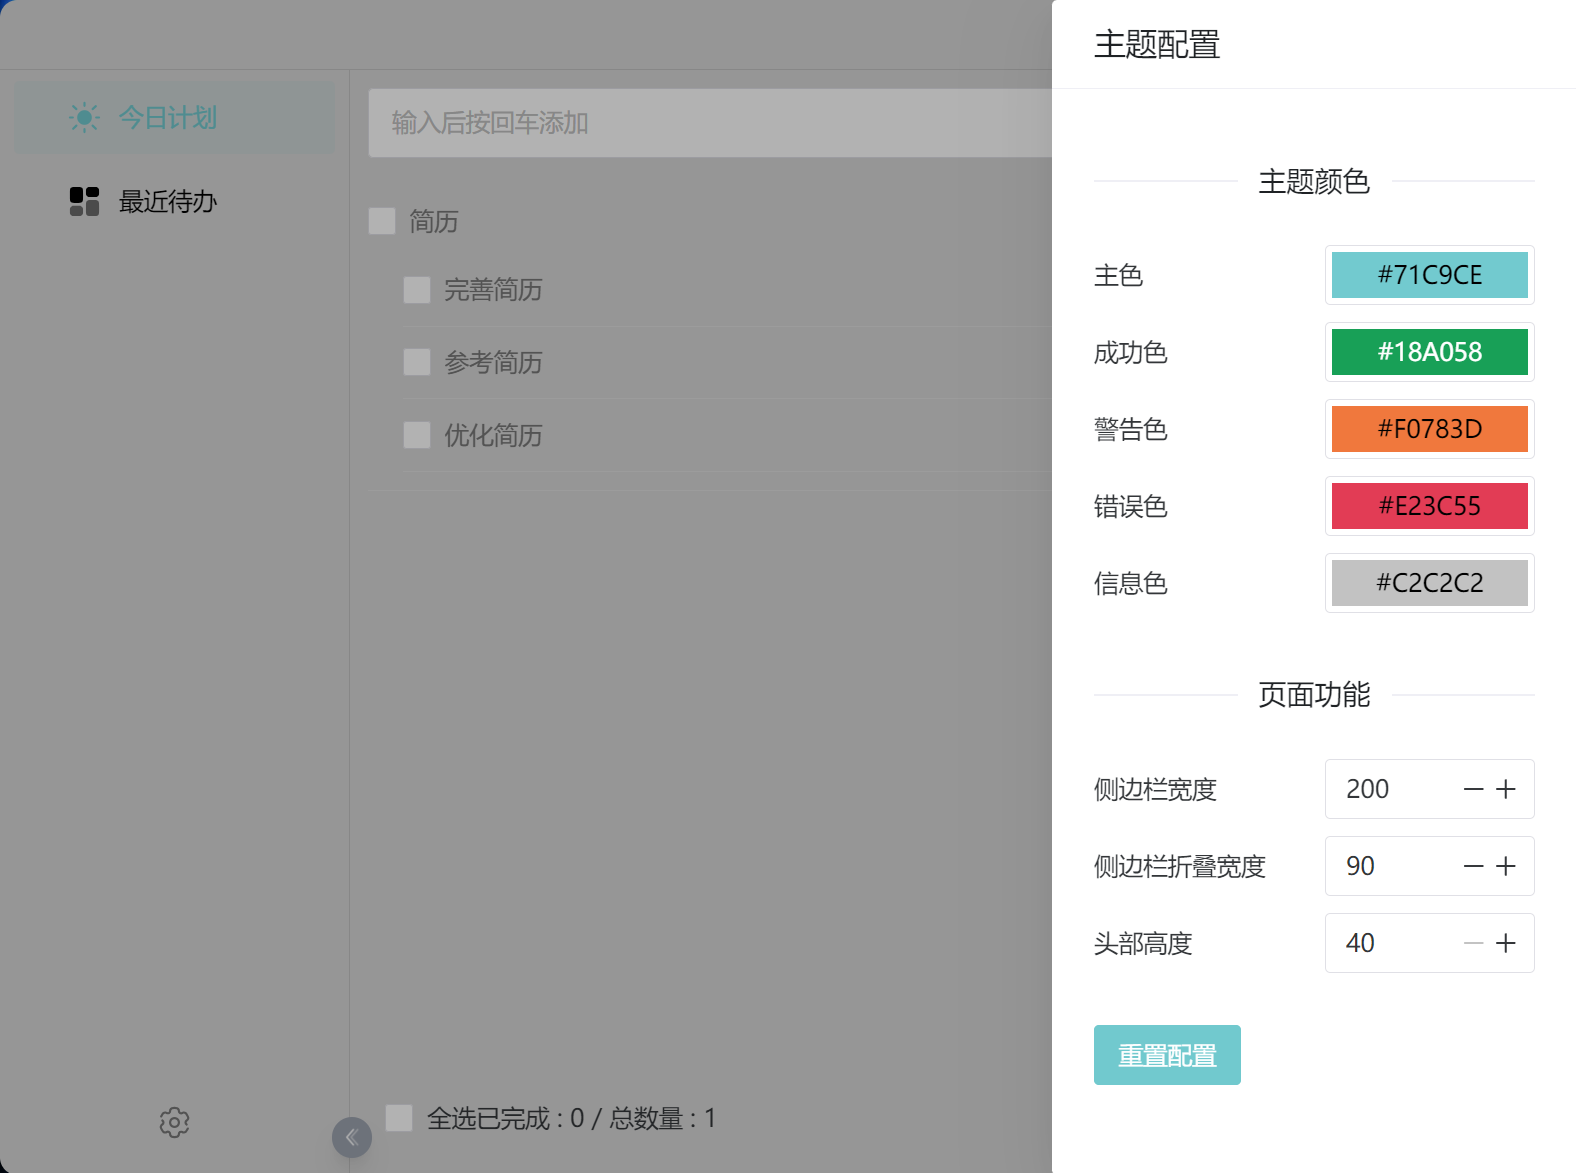 今日计划
最近待办
输入后按回车添加
简历
完善简历
参考简历
优化简历
全选已完成 : 0 / 总数量 : 1
主题配置
主题颜色
主色 #71C9CE
成功色 #18A058
警告色 #F0783D
错误色 #E23C55
信息色 #C2C2C2
页面功能
侧边栏宽度 200
侧边栏折叠宽度 90
头部高度 40
重置配置